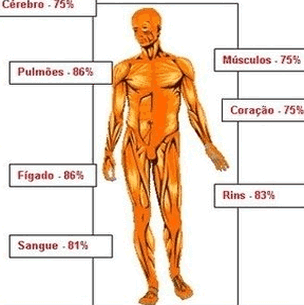 Cérebro - 75%
Músculos - 75%
Pulmões - 86%
Coração - 75%
Fígado - 86%
Rins - 83%
Sangue - 81%